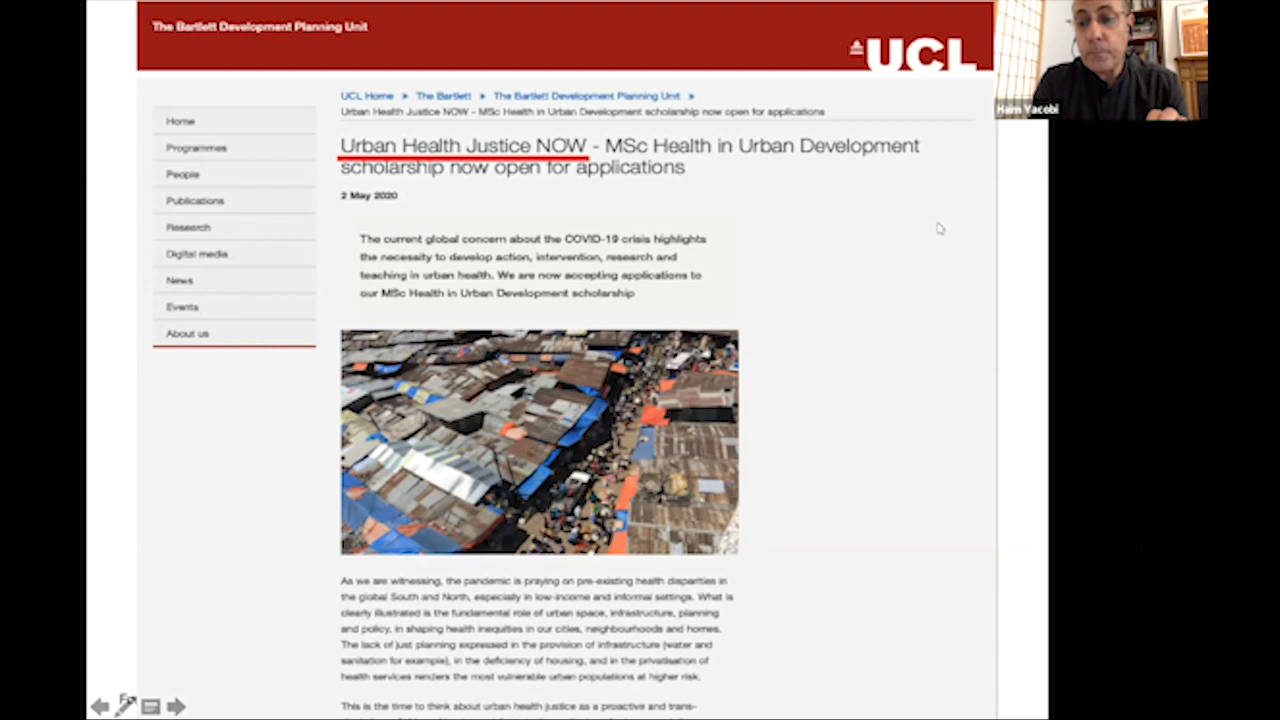 The Bartlett Development Planning Unit
UCL
Haim Yacobi
UCL Home » The Bartlett » The Bartlett Development Planning Unit »
Urban Health Justice NOW - MSc Health in Urban Development scholarship now open for applications
Home
Programmes
People
Publications
Research
Digital media
News
Events
About us
Urban Health Justice NOW - MSc Health in Urban Development
scholarship now open for applications
2 May 2020
The current global concern about the COVID-19 crisis highlights
the necessity to develop action, intervention, research and
teaching in urban health. We are now accepting applications to
our MSc Health in Urban Development scholarship
As we are witnessing, the pandemic is praying on pre-existing health disparities in
the global South and North, especially in low-income and informal settings. What is
clearly illustrated is the fundamental role of urban space, infrastructure, planning
and policy, in shaping health inequities in our cities, neighbourhoods and homes.
The lack of just planning expressed in the provision of infrastructure (water and
sanitation for example), in the deficiency of housing, and in the privatisation of
health services renders the most vulnerable urban populations at higher risk.
This is the time to think about urban health justice as a proactive and trans-